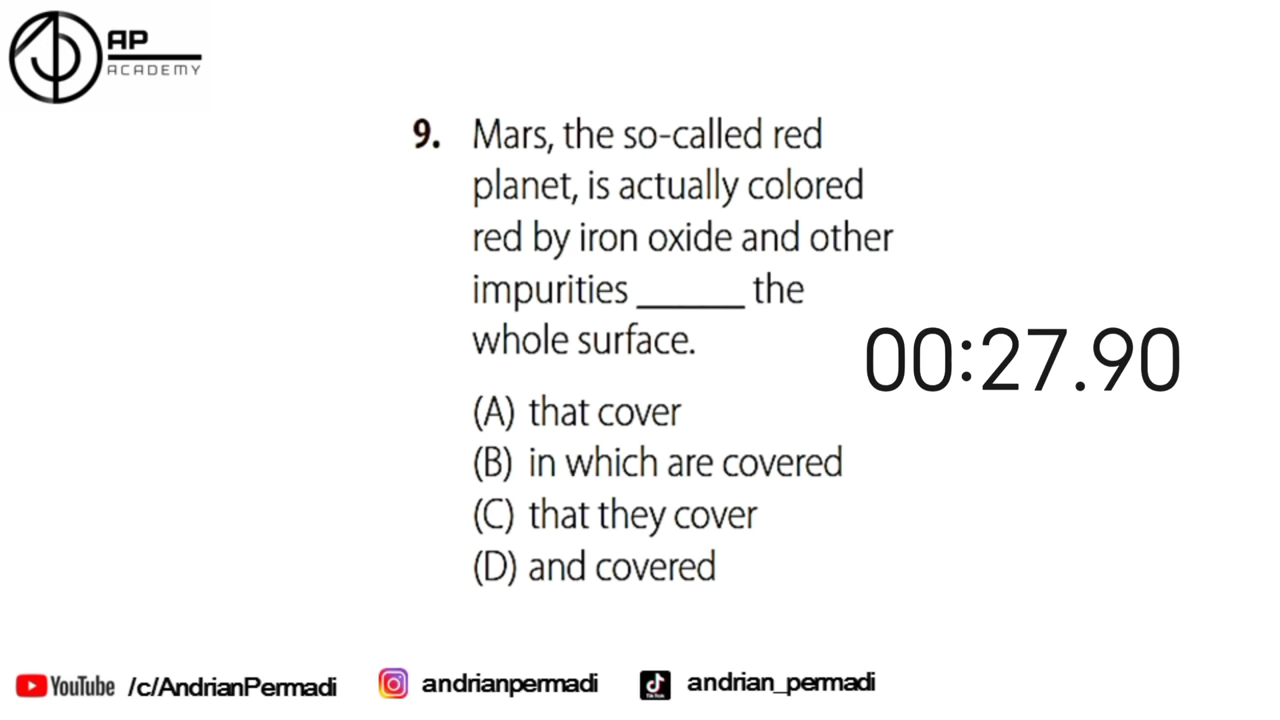 AP
ACADEMY
9. Mars, the so-called red
planet, is actually colored
red by iron oxide and other
impurities ______ the
whole surface.
00:27.90
(A) that cover
(B) in which are covered
(C) that they cover
(D) and covered
YouTube /c/AndrianPermadi andrianpermadi TikTok andrian_permadi